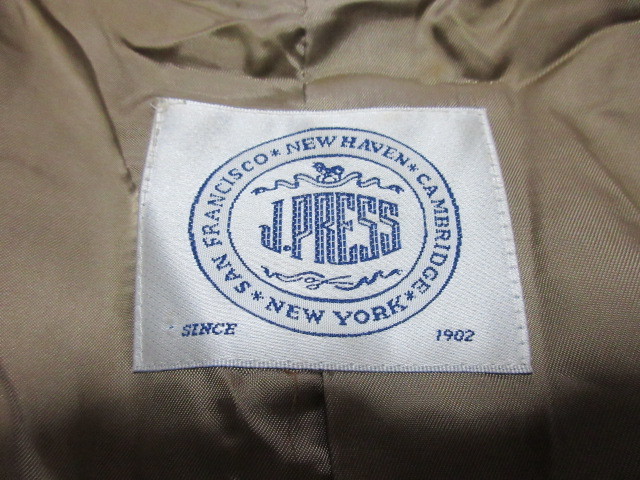 SAN FRANCISCO * NEW HAVEN * CAMBRIDGE * NEW YORK *
J. PRESS
SINCE 1902